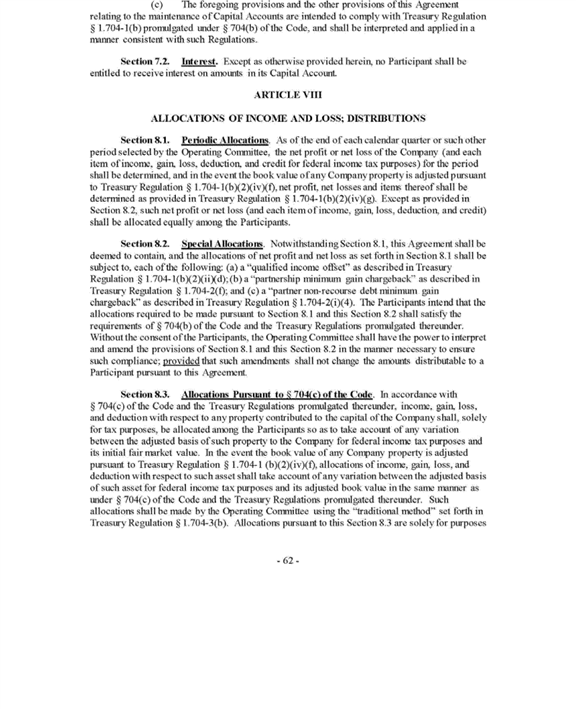 (c) The foregoing provisions and the other provisions of this Agreement
relating to the maintenance of Capital Accounts are intended to comply with Treasury Regulation
§ 1.704-1(b) promulgated under § 704(b) of the Code, and shall be interpreted and applied in a
manner consistent with such Regulations.
Section 7.2. Interest. Except as otherwise provided herein, no Participant shall be
entitled to receive interest on amounts in its Capital Account.
ARTICLE VIII
ALLOCATIONS OF INCOME AND LOSS; DISTRIBUTIONS
Section 8.1. Periodic Allocations. As of the end of each calendar quarter or such other
period selected by the Operating Committee, the net profit or net loss of the Company (and each
item of income, gain, loss, deduction, and credit for federal income tax purposes) for the period
shall be determined, and in the event the book value of any Company property is adjusted pursuant
to Treasury Regulation § 1.704-1(b)(2)(iv)(f), net profit, net losses and items thereof shall be
determined as provided in Treasury Regulation § 1.704-1(b)(2)(iv)(g). Except as provided in
Section 8.2, such net profit or net loss (and each item of income, gain, loss, deduction, and credit)
shall be allocated equally among the Participants.
Section 8.2. Special Allocations. Notwithstanding Section 8.1, this Agreement shall be
deemed to contain, and the allocations of net profit and net loss as set forth in Section 8.1 shall be
subject to, each of the following: (a) a “qualified income offset” as described in Treasury
Regulation § 1.704-1(b)(2)(ii)(d); (b) a “partnership minimum gain chargeback” as described in
Treasury Regulation § 1.704-2(f); and (c) a “partner non-recourse debt minimum gain
chargeback” as described in Treasury Regulation § 1.704-2(i)(4). The Participants intend that the
allocations required to be made pursuant to Section 8.1 and this Section 8.2 shall satisfy the
requirements of § 704(b) of the Code and the Treasury Regulations promulgated thereunder.
Without the consent of the Participants, the Operating Committee shall have the power to interpret
and amend the provisions of Section 8.1 and this Section 8.2 in the manner necessary to ensure
such compliance; provided that such amendments shall not change the amounts distributable to a
Participant pursuant to this Agreement.
Section 8.3. Allocations Pursuant to § 704(c) of the Code. In accordance with
§ 704(c) of the Code and the Treasury Regulations promulgated thereunder, income, gain, loss,
and deduction with respect to any property contributed to the capital of the Company shall, solely
for tax purposes, be allocated among the Participants so as to take account of any variation
between the adjusted basis of such property to the Company for federal income tax purposes and
its initial fair market value. In the event the book value of any Company property is adjusted
pursuant to Treasury Regulation § 1.704-1 (b)(2)(iv)(f), allocations of income, gain, loss, and
deduction with respect to such asset shall take account of any variation between the adjusted basis
of such asset for federal income tax purposes and its adjusted book value in the same manner as
under § 704(c) of the Code and the Treasury Regulations promulgated thereunder. Such
allocations shall be made by the Operating Committee using the “traditional method” set forth in
Treasury Regulation § 1.704-3(b). Allocations pursuant to this Section 8.3 are solely for purposes
- 62 -